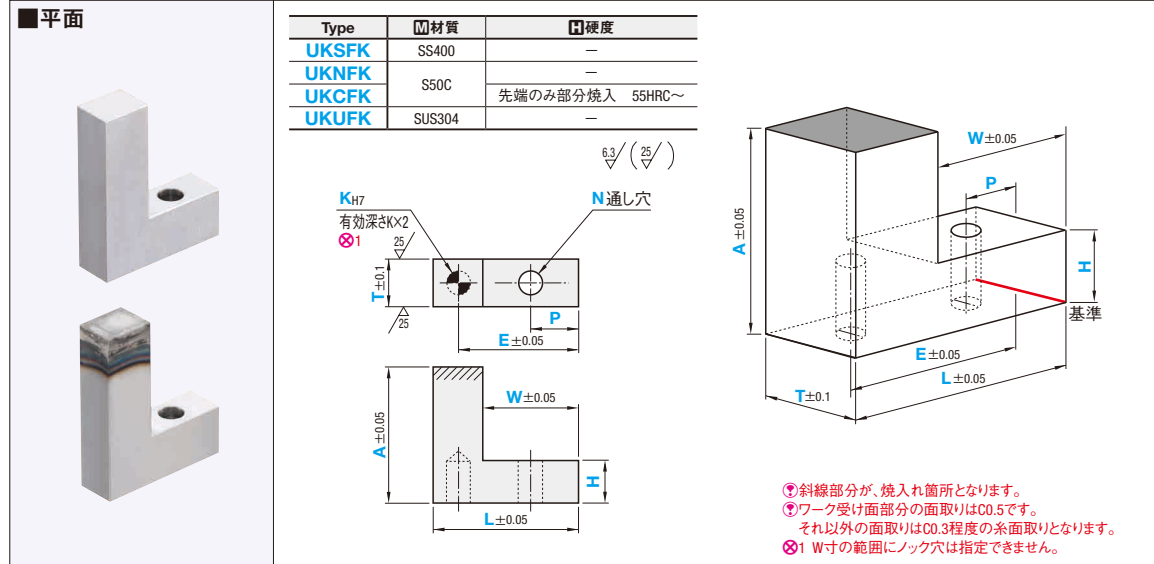 ■平面
Type M材質 H硬度
UKSFK SS400 －
UKNFK S50C －
UKCFK 先端のみ部分焼入 55HRC～
UKUFK SUS304 －
6.3 ( 25 )
KH7
有効深さK×2
⊗1
N通し穴
25
T±0.1
25
P
E±0.05
W±0.05
A±0.05
H
L±0.05
W±0.05
P
A±0.05
H
基準
E±0.05
L±0.05
T±0.1
斜線部分が、焼入れ箇所となります。
ワーク受け面部分の面取りはC0.5です。
それ以外の面取りはC0.3程度の糸面取りとなります。
⊗1 W寸の範囲にノック穴は指定できません。